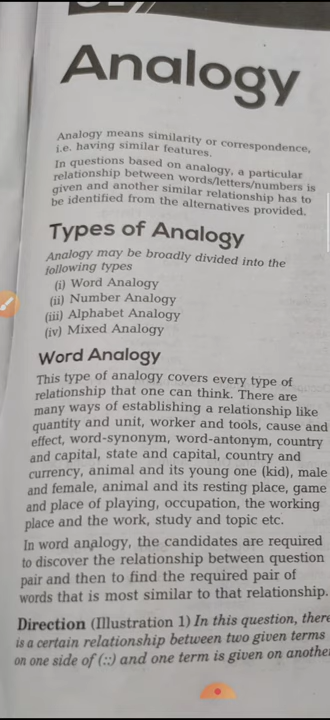 Analogy
Analogy means similarity or correspondence,
i.e. having similar features.
In questions based on analogy, a particular
relationship between words/letters/numbers is
given and another similar relationship has to
be identified from the alternatives provided.
Types of Analogy
Analogy may be broadly divided into the
following types
(i) Word Analogy
(ii) Number Analogy
(iii) Alphabet Analogy
(iv) Mixed Analogy
Word Analogy
This type of analogy covers every type of
relationship that one can think. There are
many ways of establishing a relationship like
quantity and unit, worker and tools, cause and
effect, word-synonym, word-antonym, country
and capital, state and capital, country and
currency, animal and its young one (kid), male
and female, animal and its resting place, game
and place of playing, occupation, the working
place and the work, study and topic etc.
In word analogy, the candidates are required
to discover the relationship between question
pair and then to find the required pair of
words that is most similar to that relationship.
Direction (Illustration 1) In this question, there
is a certain relationship between two given terms
on one side of (::) and one term is given on another